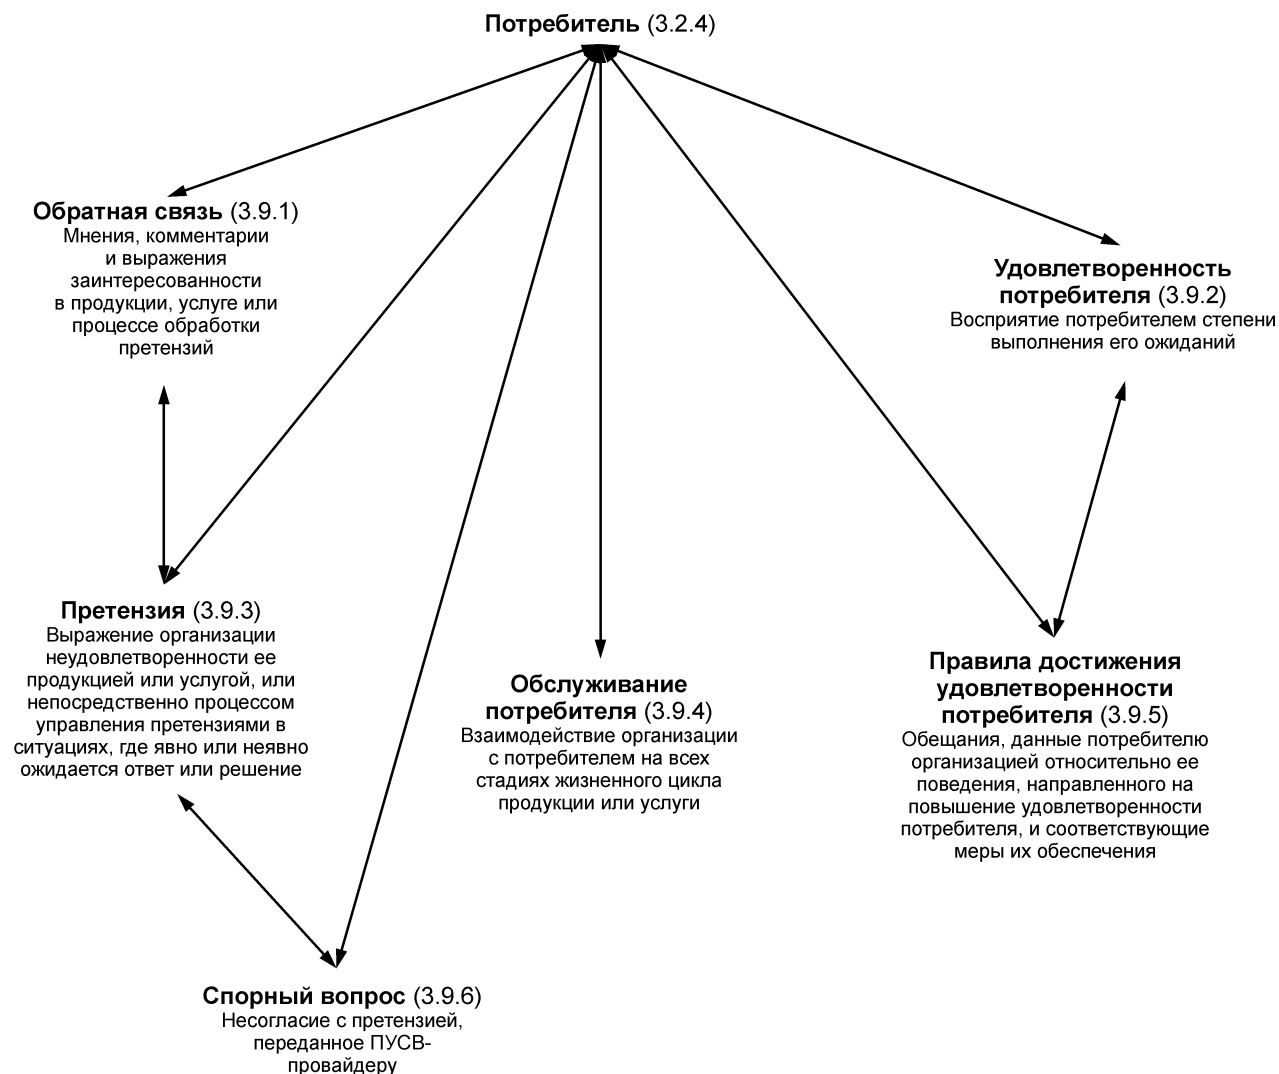 Потребитель (3.2.4)
Обратная связь (3.9.1)
Мнения, комментарии
и выражения
заинтересованности
в продукции, услуге или
процессе обработки
претензий
Удовлетворенность
потребителя (3.9.2)
Восприятие потребителем степени
выполнения его ожиданий
Претензия (3.9.3)
Выражение организации
неудовлетворенности ее
продукцией или услугой, или
непосредственно процессом
управления претензиями в
ситуациях, где явно или неявно
ожидается ответ или решение
Обслуживание
потребителя (3.9.4)
Взаимодействие организации
с потребителем на всех
стадиях жизненного цикла
продукции или услуги
Правила достижения
удовлетворенности
потребителя (3.9.5)
Обещания, данные потребителю
организацией относительно ее
поведения, направленного на
повышение удовлетворенности
потребителя, и соответствующие
меры их обеспечения
Спорный вопрос (3.9.6)
Несогласие с претензией,
переданное ПУСВ-
провайдеру